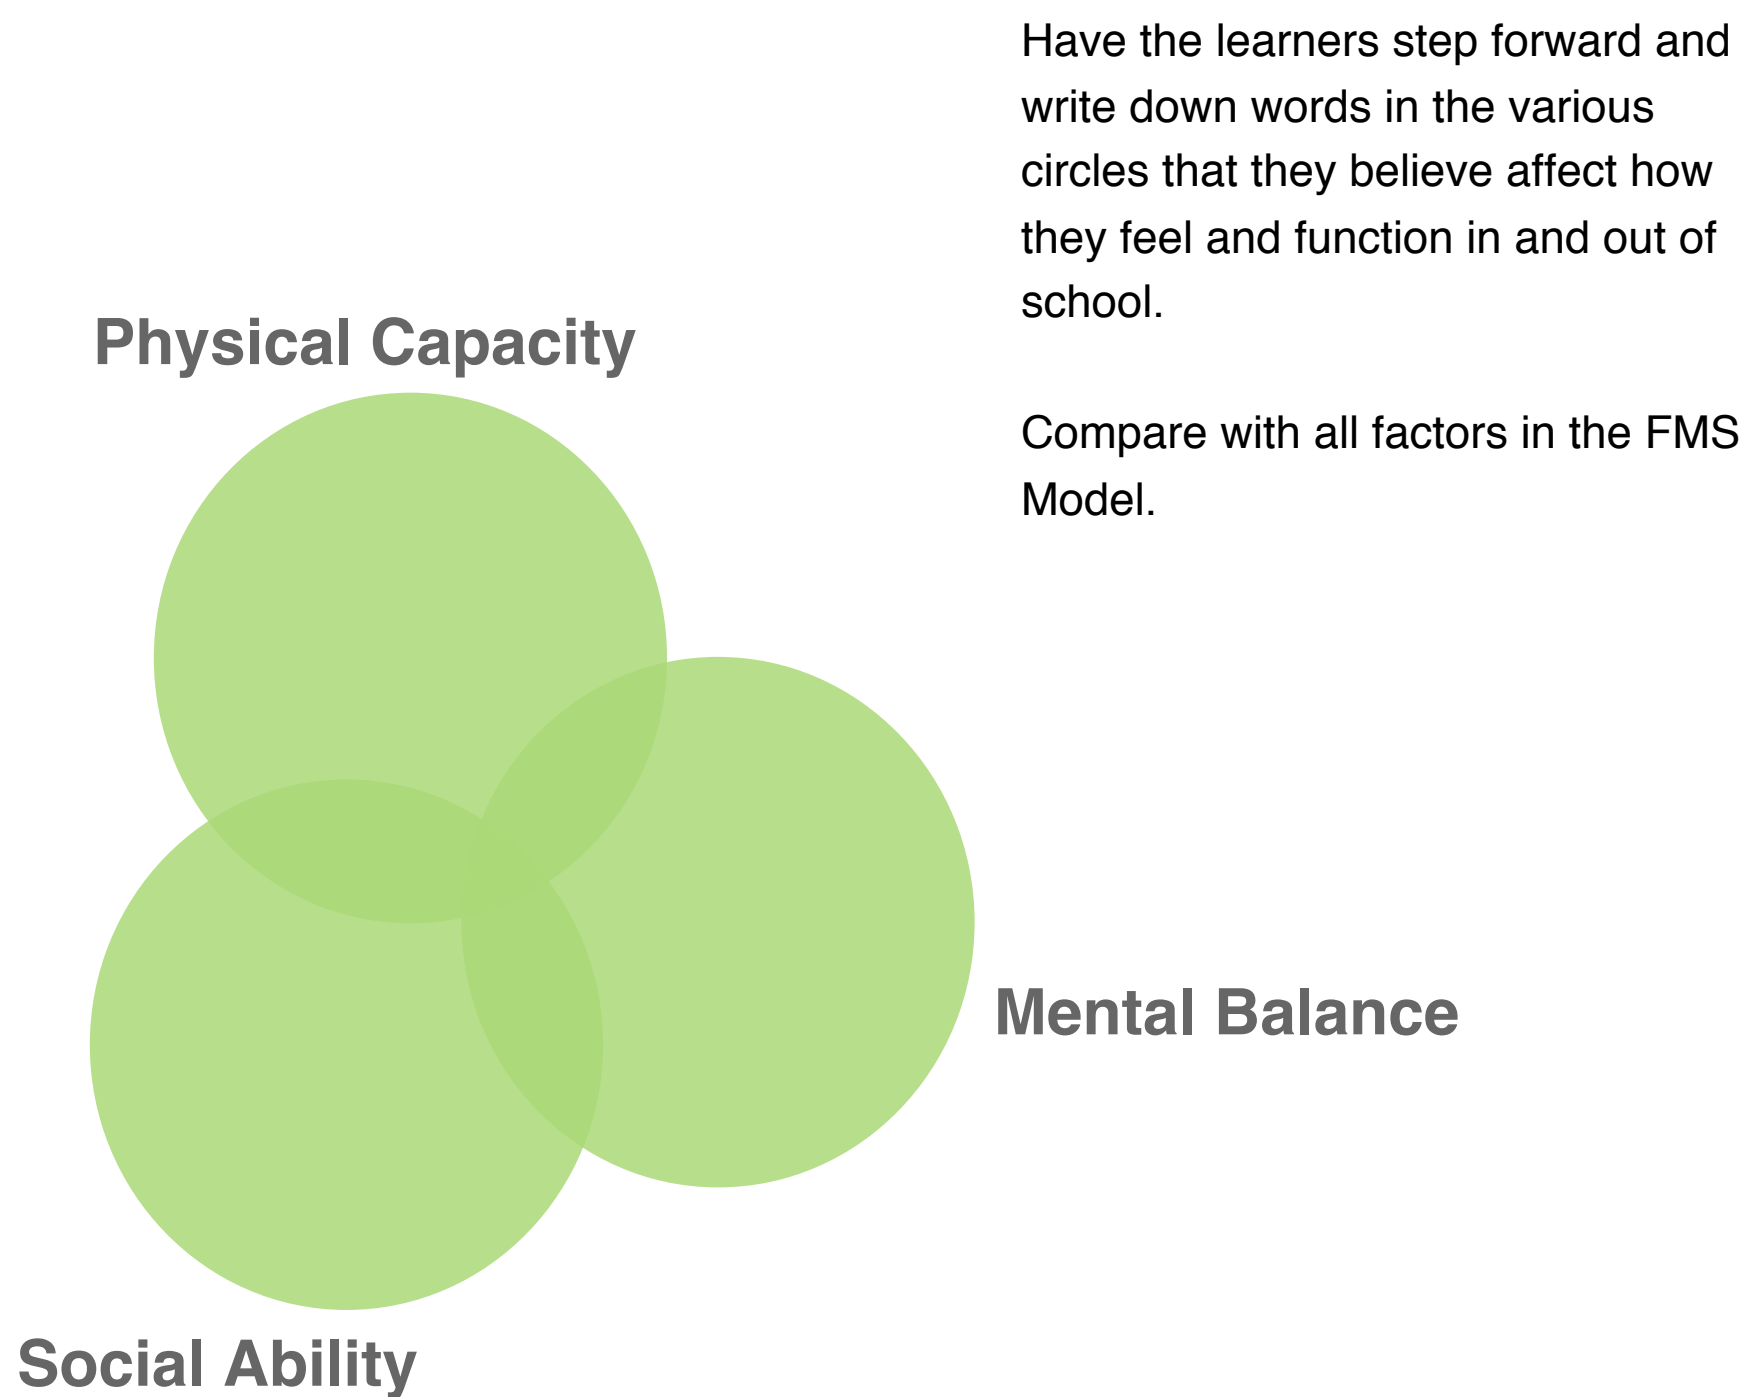 Have the learners step forward and
write down words in the various
circles that they believe affect how
they feel and function in and out of
school.
Compare with all factors in the FMS
Model.
Physical Capacity
Mental Balance
Social Ability